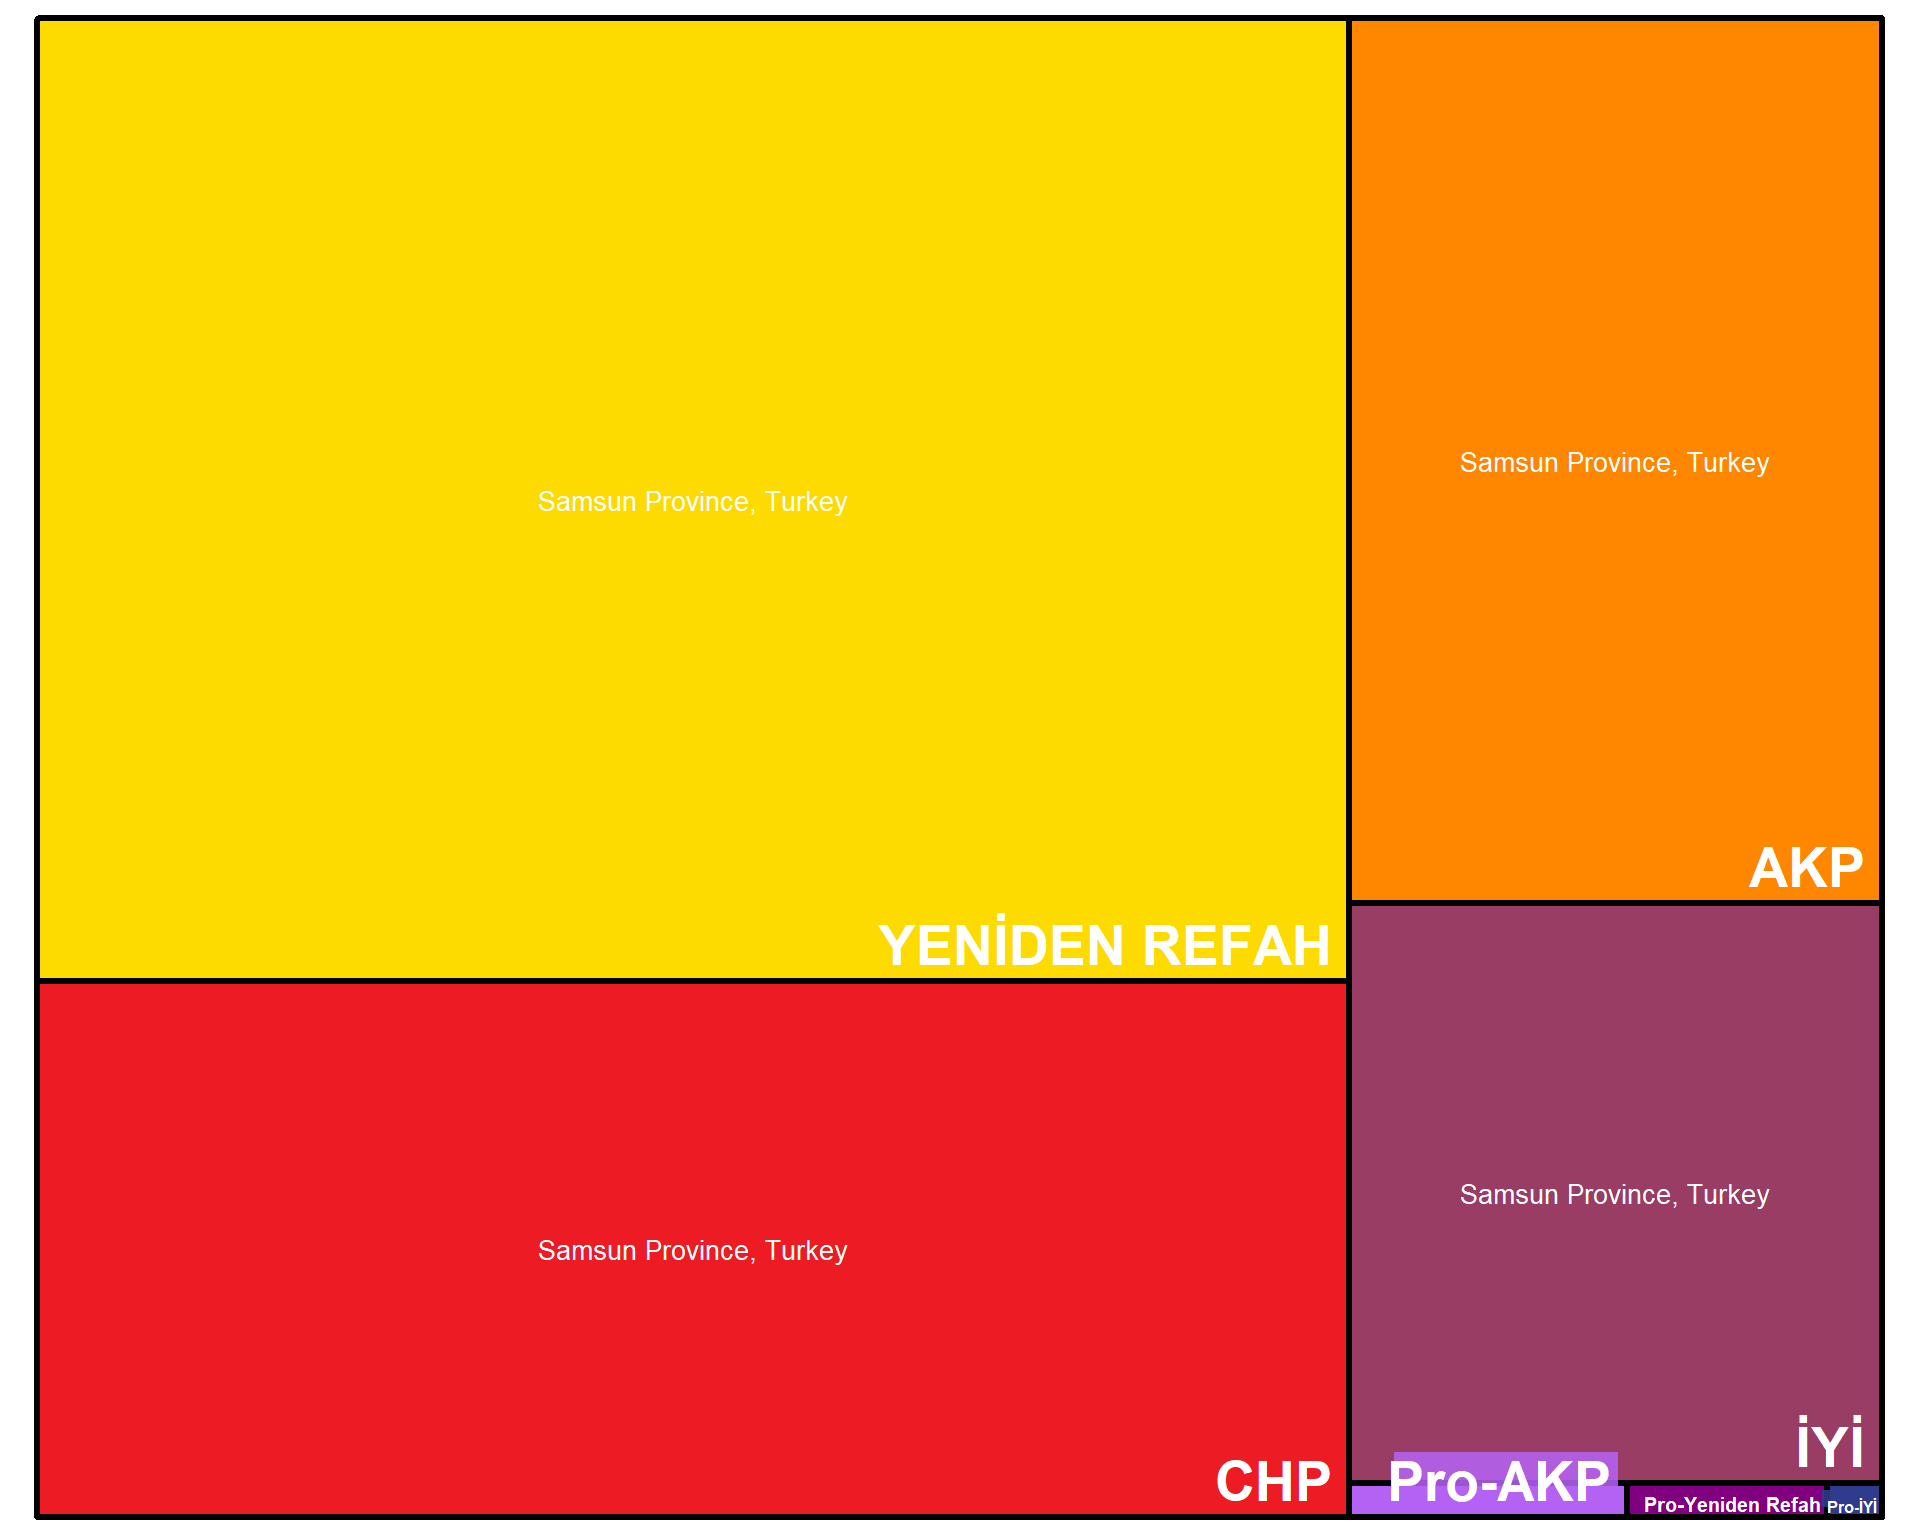 Samsun Province, Turkey
YENİDEN REFAH
Samsun Province, Turkey
CHP
Samsun Province, Turkey
AKP
Samsun Province, Turkey
İYİ
Pro-AKP
Pro-Yeniden Refah
Pro-İYİ